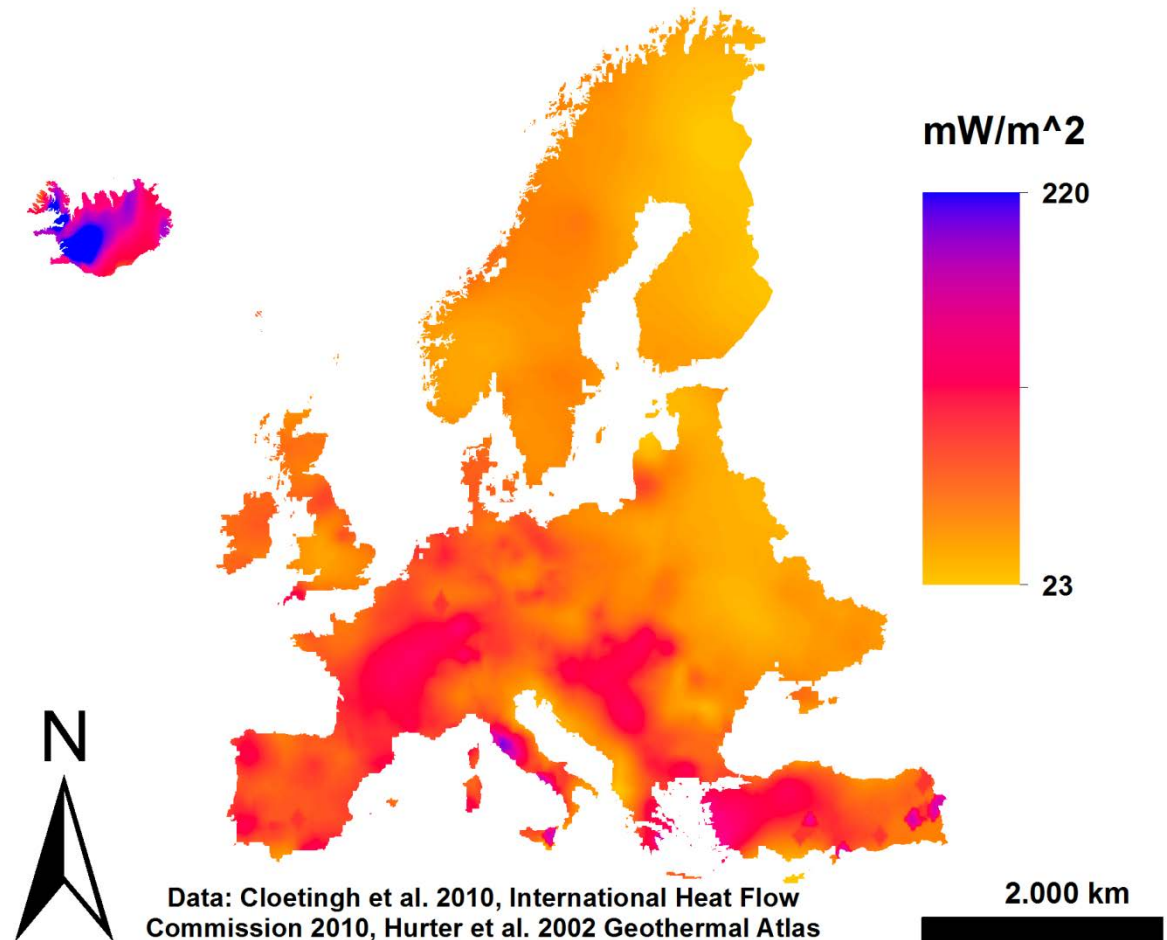 mW/m^2
220
23
N
Data: Cloetingh et al. 2010, International Heat Flow
Commission 2010, Hurter et al. 2002 Geothermal Atlas
2.000 km